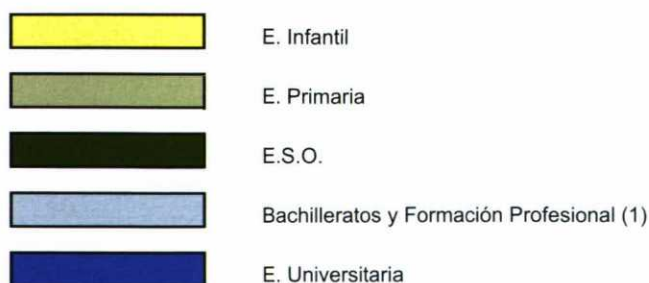 E. Infantil
E. Primaria
E.S.O.
Bachilleratos y Formación Profesional (1)
E. Universitaria